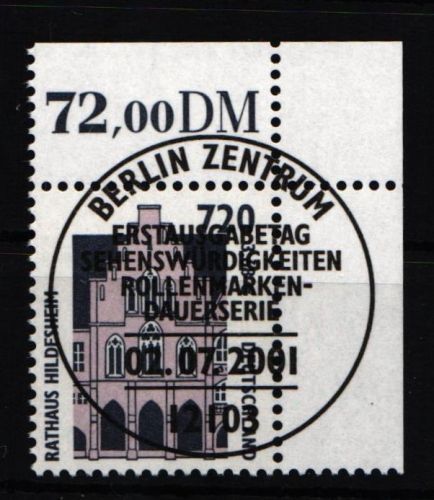 72,00DM
BERLIN ZENTRUM
720
ERSTAUSGABETAG
SEHENSWÜRDIGKEITEN
ROLLENMARKEN-
DAUERSERIE
02.07.2001
12103
RATHAUS HILDESHEIM
DEUTSCHLAND